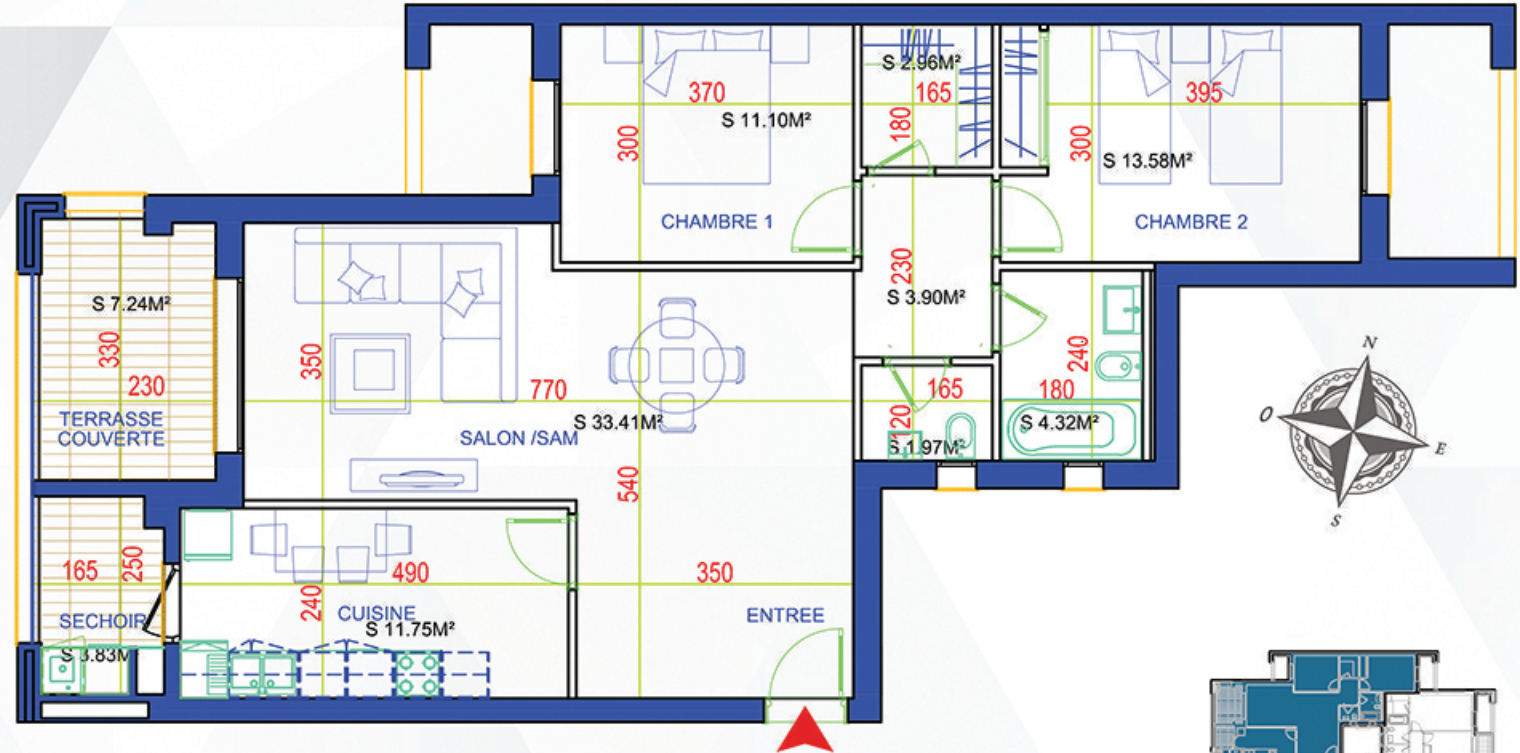 S 2.96M²
370
165
395
S 11.10M²
180
300
300
S 13.58M²
CHAMBRE 1
CHAMBRE 2
230
S 3.90M²
S 7.24M²
330
230
TERRASSE
COUVERTE
350
770
S 33.41M²
SALON /SAM
540
240
165
180
120
S 4.32M²
S 1.97M²
N
O
E
S
165
250
SECHOIR
S 3.83M
490
240
CUISINE
S 11.75M²
350
ENTREE